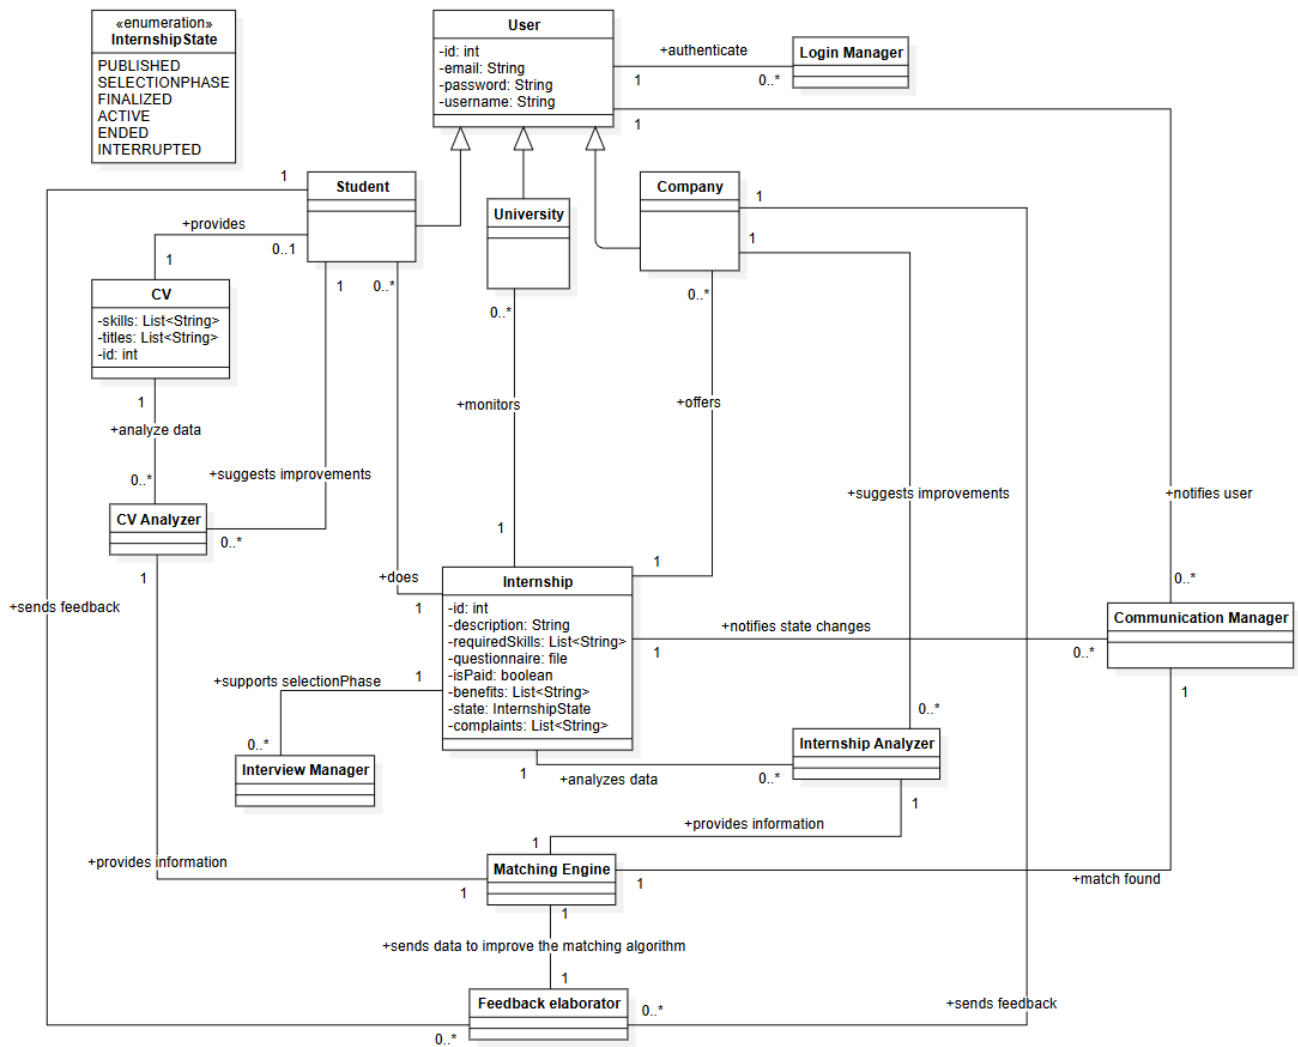 «enumeration»
InternshipState
PUBLISHED
SELECTIONPHASE
FINALIZED
ACTIVE
ENDED
INTERRUPTED
User
-id: int
-email: String
-password: String
-username: String
+authenticate
1
0..*
Login Manager
1
1
Student
+provides
0..1
1
1
0..*
University
0..*
Company
1
1
0..*
CV
-skills: List<String>
-titles: List<String>
-id: int
1
+analyze data
0..*
+suggests improvements
CV Analyzer
0..*
1
+monitors
1
+offers
1
+suggests improvements
0..*
+notifies user
0..*
+does
1
+sends feedback
Internship
-id: int
-description: String
-requiredSkills: List<String>
-questionnaire: file
-isPaid: boolean
-benefits: List<String>
-state: InternshipState
-complaints: List<String>
+notifies state changes
1
0..*
Communication Manager
1
+supports selectionPhase
1
0..*
Interview Manager
1
+analyzes data
0..*
Internship Analyzer
1
+provides information
1
+provides information
1
Matching Engine
1
+match found
1
+sends data to improve the matching algorithm
1
Feedback elaborator
0..*
0..*
+sends feedback